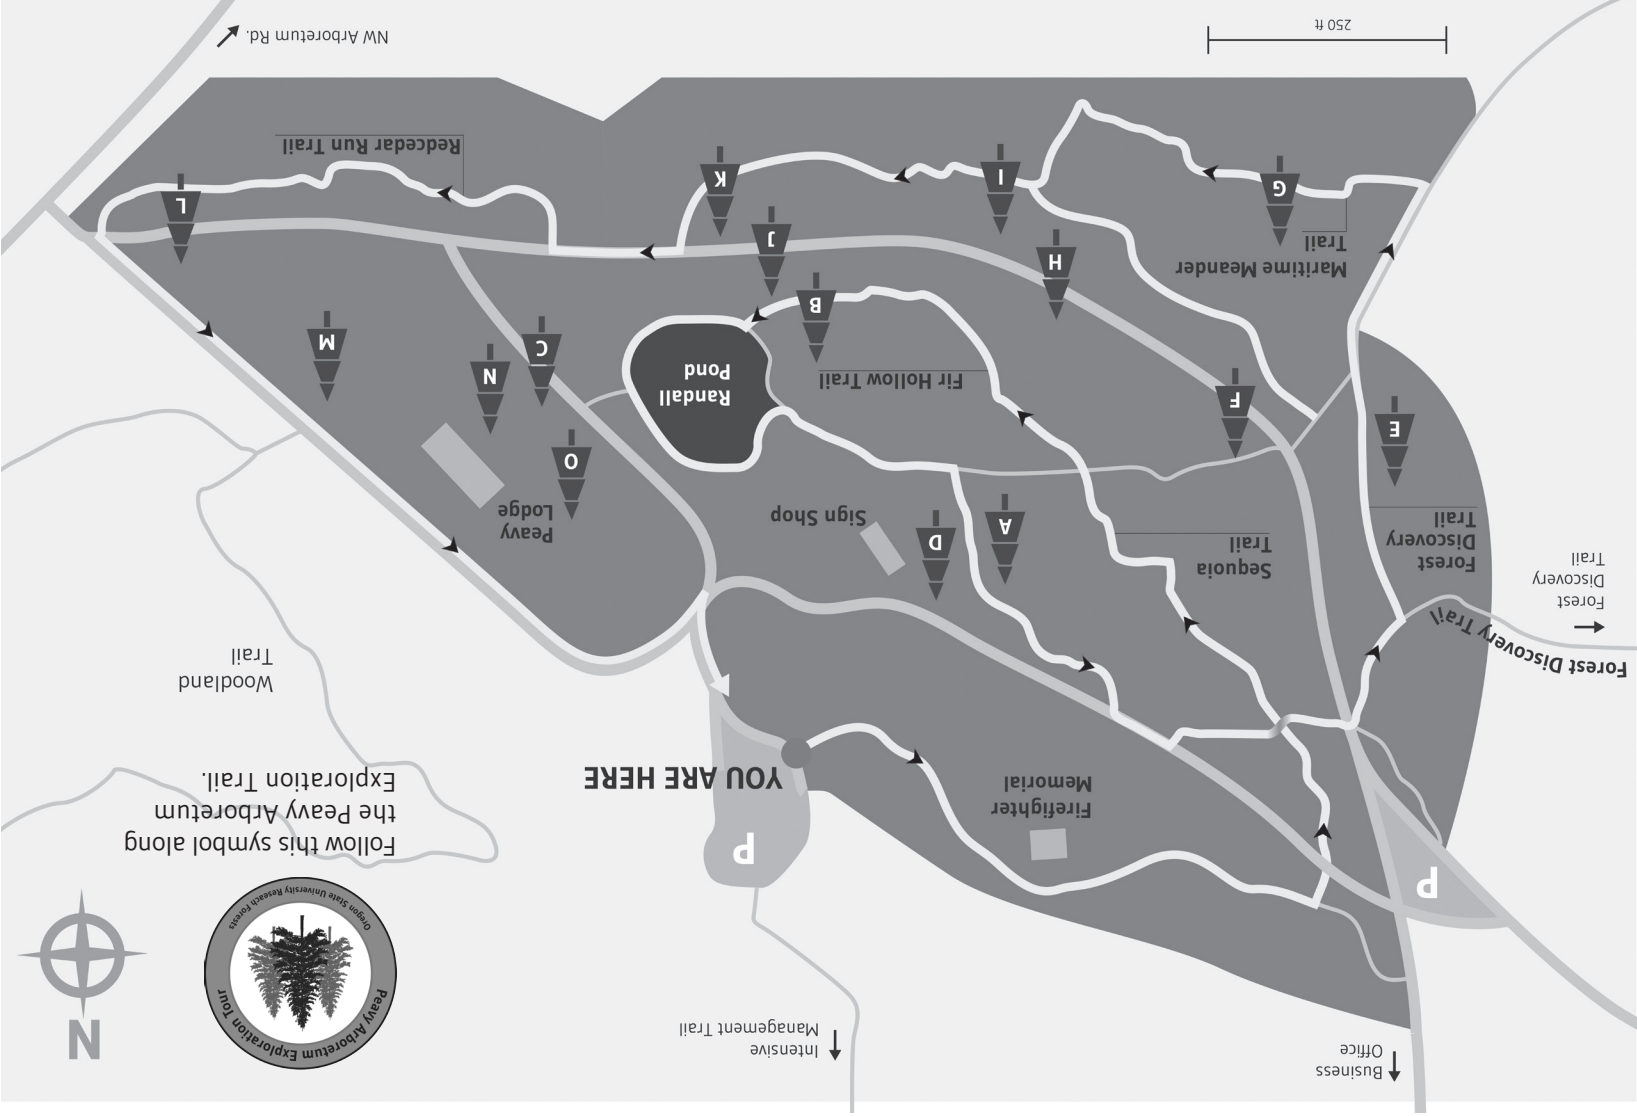 Business
Office
Intensive
Management Trail
N
Peavy Arboretum Exploration Tour
Oregon State University Reseach Forests
Follow this symbol along
the Peavy Arboretum
Exploration Trail.
P
P
Firefighter
Memorial
YOU ARE HERE
Woodland
Trail
Forest Discovery Trail
Forest
Discovery
Trail
Forest
Discovery
Trail
Sequoia
Trail
A
D
Sign Shop
Peavy
Lodge
O
E
F
Fir Hollow Trail
Randall
Pond
N
C
M
B
H
J
Maritime Meander
Trail
G
I
K
L
Redcedar Run Trail
250 ft
NW Arboretum Rd.